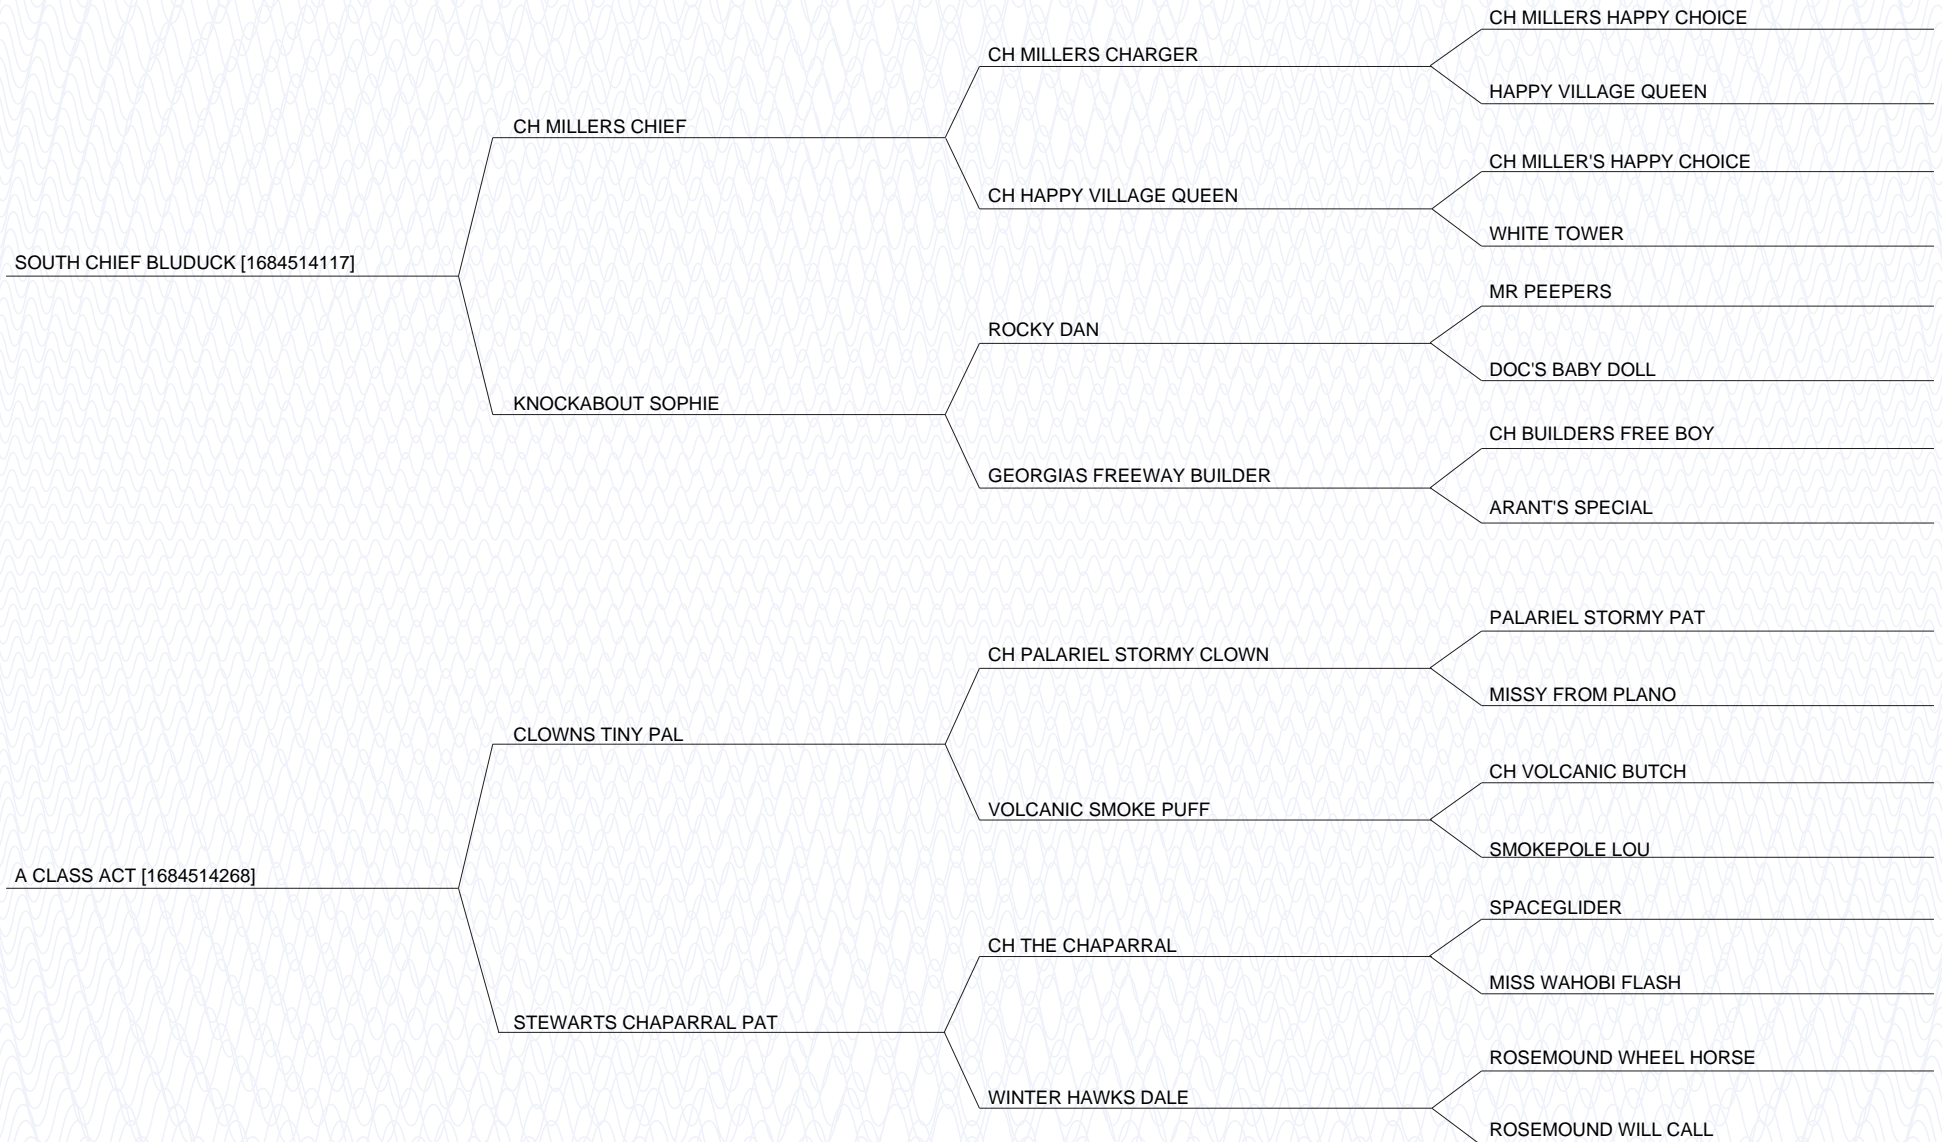 CH MILLERS HAPPY CHOICE
CH MILLERS CHARGER
HAPPY VILLAGE QUEEN
CH MILLERS CHIEF
CH MILLER'S HAPPY CHOICE
CH HAPPY VILLAGE QUEEN
WHITE TOWER
SOUTH CHIEF BLUDUCK [1684514117]
MR PEEPERS
ROCKY DAN
DOC'S BABY DOLL
KNOCKABOUT SOPHIE
CH BUILDERS FREE BOY
GEORGIAS FREEWAY BUILDER
ARANT'S SPECIAL
PALARIEL STORMY PAT
CH PALARIEL STORMY CLOWN
MISSY FROM PLANO
CLOWNS TINY PAL
CH VOLCANIC BUTCH
VOLCANIC SMOKE PUFF
SMOKEPOLE LOU
A CLASS ACT [1684514268]
SPACEGLIDER
CH THE CHAPARRAL
MISS WAHOBI FLASH
STEWARTS CHAPARRAL PAT
ROSEMOUND WHEEL HORSE
WINTER HAWKS DALE
ROSEMOUND WILL CALL